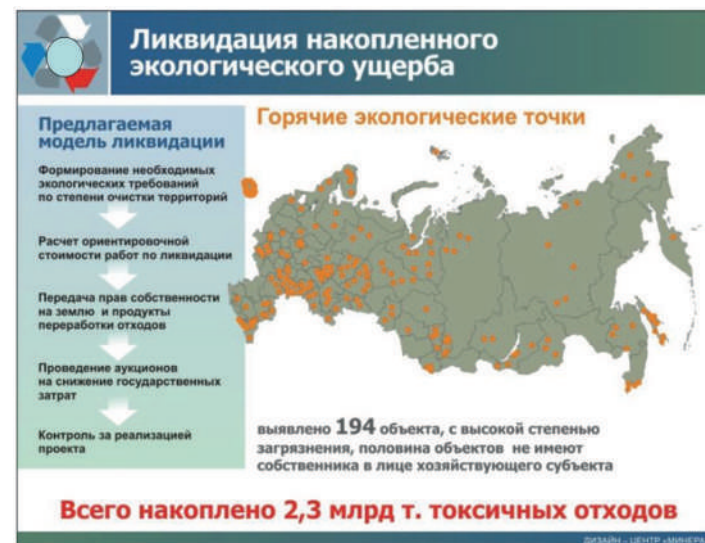 Ликвидация накопленного
экологического ущерба
Предлагаемая
модель ликвидации
Формирование необходимых
экологических требований
по степени очистки территорий
Расчет ориентировочной
стоимости работ по ликвидации
Передача прав собственности
на землю и продукты
переработки отходов
Проведение аукционов
на снижение государственных
затрат
Контроль за реализацией
проекта
Горячие экологические точки
выявлено 194 объекта, с высокой степенью
загрязнения, половина объектов не имеют
собственника в лице хозяйствующего субъекта
Всего накоплено 2,3 млрд т. токсичных отходов
ДИЗАЙН – ЦЕНТР «МИНЕРА